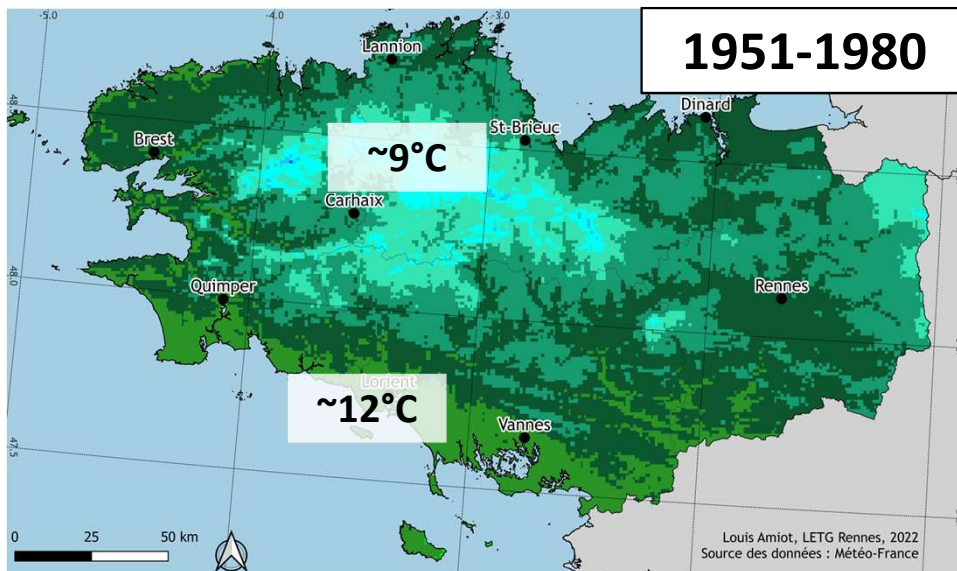 -5.0
-4.0
-3.0
1951-1980
Lannion
48.5
Dinard
St-Brieuc
Brest
~9°C
Carhaix
48.0
Quimper
Rennes
Lorient
~12°C
Vannes
47.5
0 25 50 km
Louis Amiot, LETG Rennes, 2022
Source des données : Météo-France